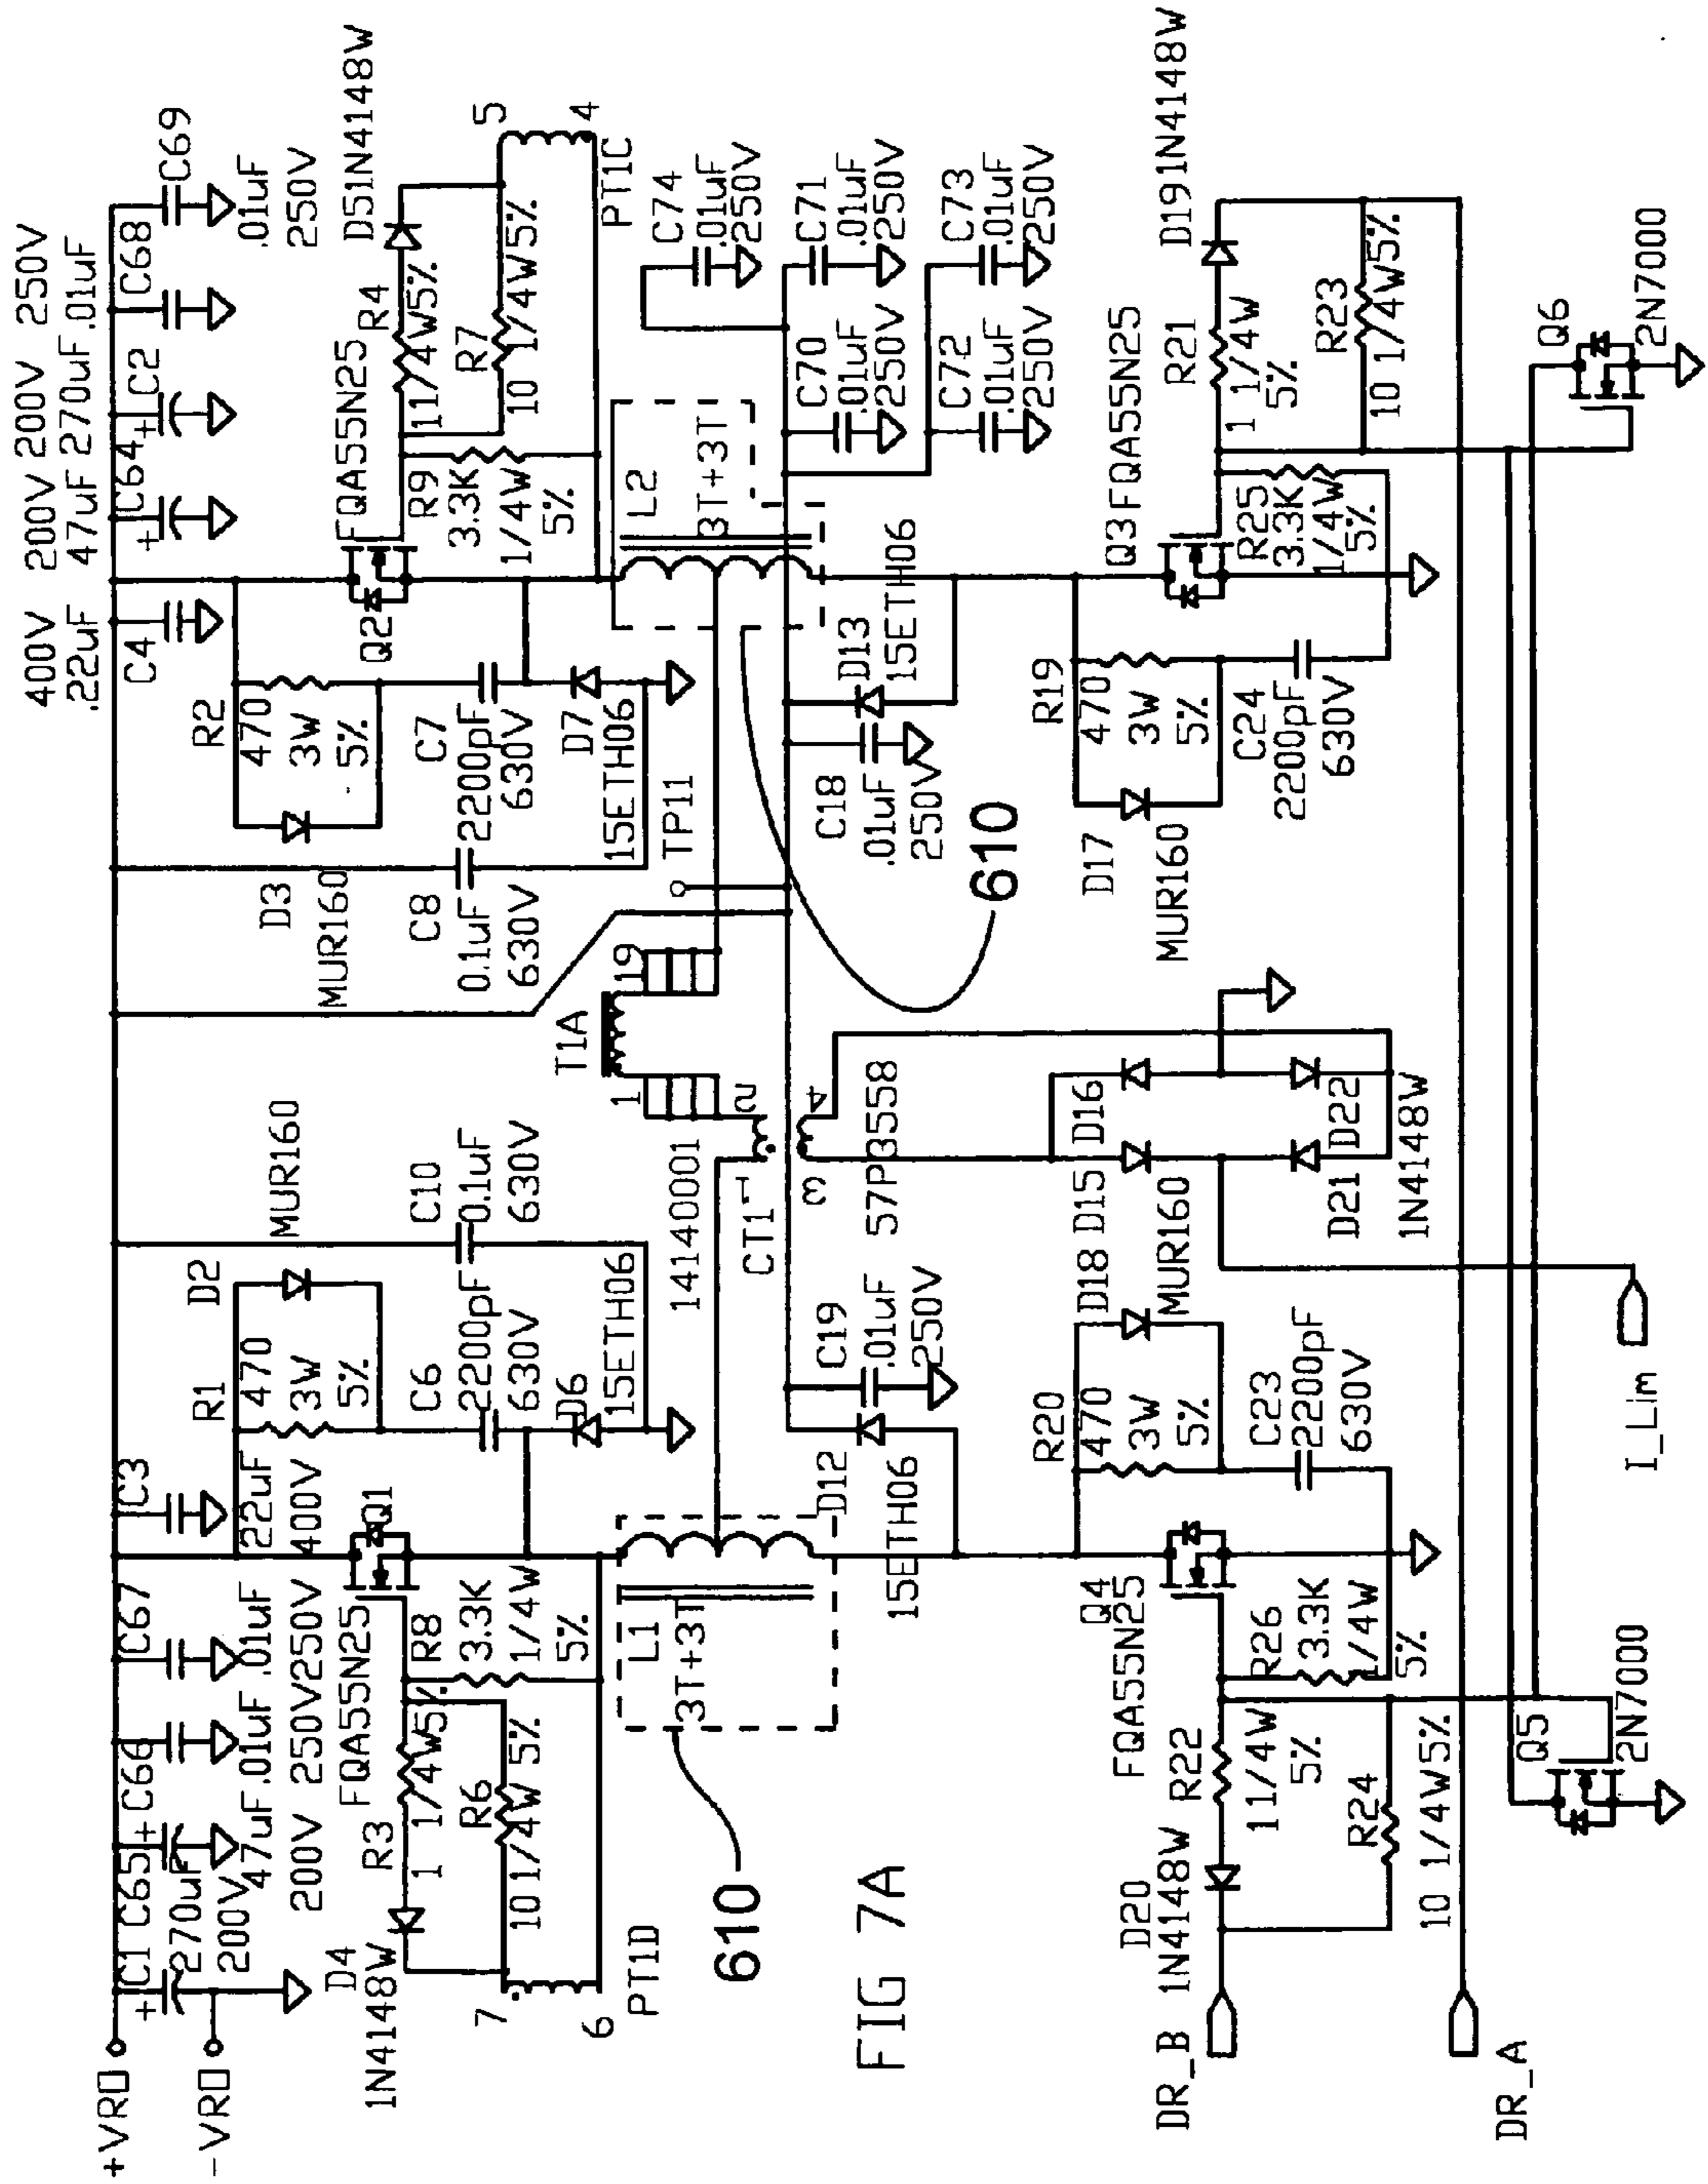 +VRO
-VRO
+
C1
270uF
200V
C65
+
47uF
200V
C66
.01uF
250V
C67
.01uF
250V
C3
.22uF
400V
400V
.22uF
C4
200V
47uF
+
C64
200V
270uF
+
C2
250V
.01uF
C68
C69
.01uF
250V
D4
1N4148W
R3
1 1/4W5%
R6
10 1/4W 5%
7
6
PT1D
FQA55N25
Q1
R8
3.3K
1/4W
5%
R1
470
3W
5%
D2
MUR160
C6
2200pF
630V
D6
15ETH06
C10
0.1uF
630V
D3
MUR160
R2
470
3W
5%
C8
0.1uF
630V
C7
2200pF
630V
D7
15ETH06
Q2
FQA55N25
R4
11/4W5%
D51N4148W
R7
10 1/4W5%
R9
3.3K
1/4W
5%
5
4
PT1C
L1
3T+3T
610
14140001
CT1
1
2
3
4
57P3558
T1A
1
19
TP11
L2
3T+3T
610
C74
.01uF
250V
C70
.01uF
250V
C71
.01uF
250V
C72
.01uF
250V
C73
.01uF
250V
D12
15ETH06
C19
.01uF
250V
C18
.01uF
250V
D13
15ETH06
FIG 7A
DR_B
D20
1N4148W
R22
11/4W
5%
R24
10 1/4W5%
Q4
FQA55N25
R26
3.3K
1/4W
5%
R20
470
3W
5%
D18
MUR160
C23
2200pF
630V
D15
D16
D21
D22
1N4148W
D17
MUR160
R19
470
3W
5%
C24
2200pF
630V
Q3
FQA55N25
R25
3.3K
1/4W
5%
R21
1 1/4W
5%
D191N4148W
R23
10 1/4W5%
DR_A
Q5
2N7000
I_Lim
Q6
2N7000